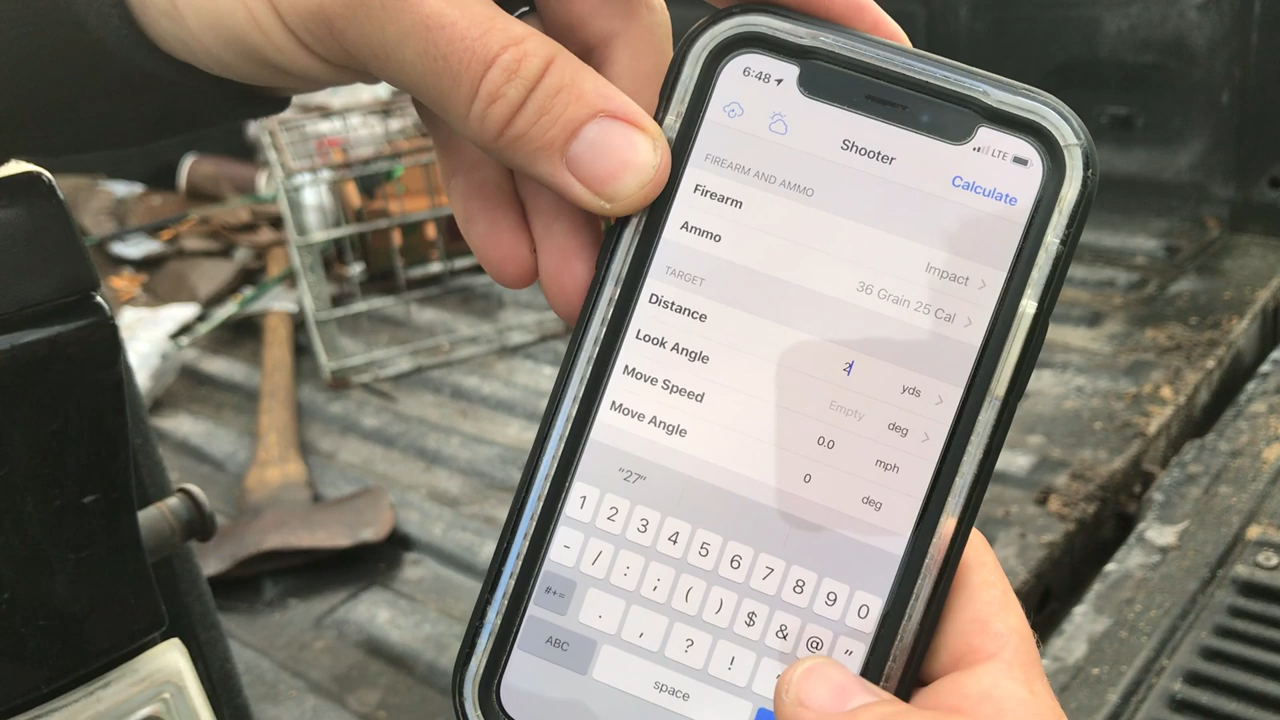 6:48
LTE
Shooter
Calculate
FIREARM AND AMMO
Firearm
Impact
Ammo
36 Grain 25 Cal
TARGET
Distance
2
yds
Look Angle
Empty
deg
Move Speed
0.0
mph
Move Angle
0
deg
"27"
1 2 3 4 5 6 7 8 9 0
- / : ; ( ) $ & @ "
#+= . , ? !
ABC
space